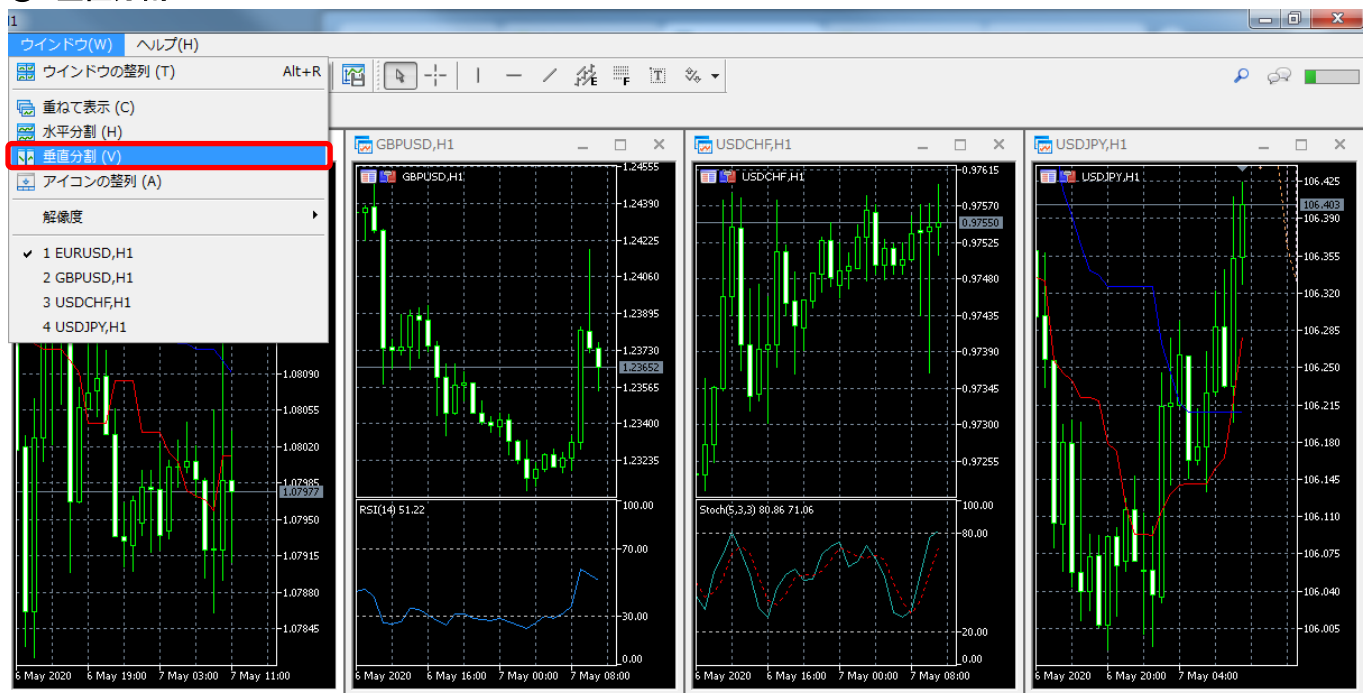 ウインドウ(W) ヘルプ(H)
ウインドウの整列 (T) Alt+R
重ねて表示 (C)
水平分割 (H)
垂直分割 (V)
アイコンの整列 (A)
解像度
1 EURUSD,H1
2 GBPUSD,H1
3 USDCHF,H1
4 USDJPY,H1
1.08090
1.08055
1.08020
1.07985
1.07977
1.07950
1.07915
1.07880
1.07845
6 May 2020 6 May 19:00 7 May 03:00 7 May 11:00
GBPUSD,H1
GBPUSD,H1
1.24555
1.24390
1.24225
1.24060
1.23895
1.23730
1.23652
1.23565
1.23400
1.23235
RSI(14) 51.22
100.00
70.00
30.00
0.00
6 May 2020 6 May 16:00 7 May 00:00 7 May 08:00
USDCHF,H1
USDCHF,H1
0.97615
0.97570
0.97550
0.97525
0.97480
0.97435
0.97390
0.97345
0.97300
0.97255
Stoch(5,3,3) 80.86 71.06
100.00
80.00
20.00
0.00
6 May 2020 6 May 16:00 7 May 00:00 7 May 08:00
USDJPY,H1
USDJPY,H1
106.425
106.403
106.390
106.355
106.320
106.285
106.250
106.215
106.180
106.145
106.110
106.075
106.040
106.005
6 May 2020 6 May 20:00 7 May 04:00